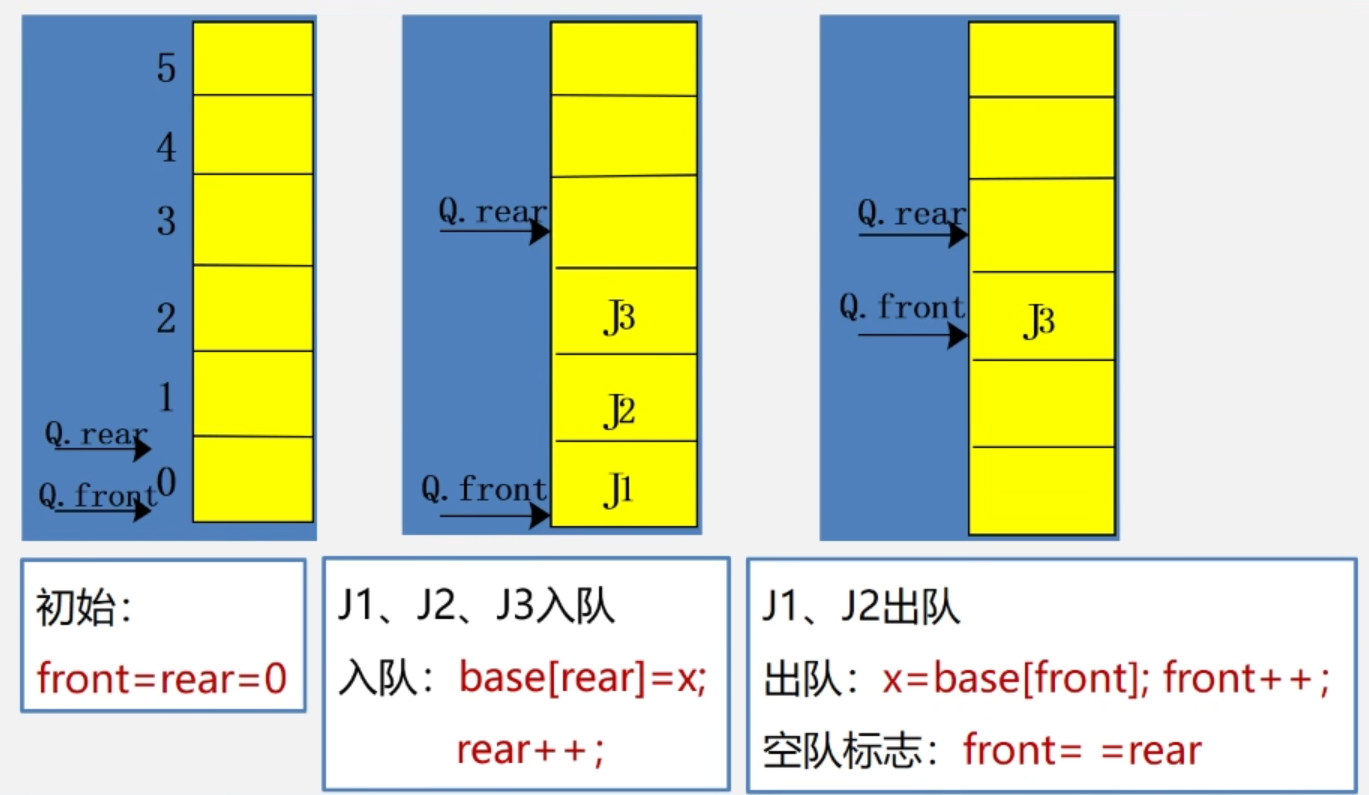 5
4
3
2
1
Q.rear
0
Q.front
Q.rear
J3
J2
Q.front
J1
Q.rear
Q.front
J3
初始：
front=rear=0
J1、J2、J3入队
入队：base[rear]=x;
rear++;
J1、J2出队
出队：x=base[front]; front++;
空队标志：front= =rear